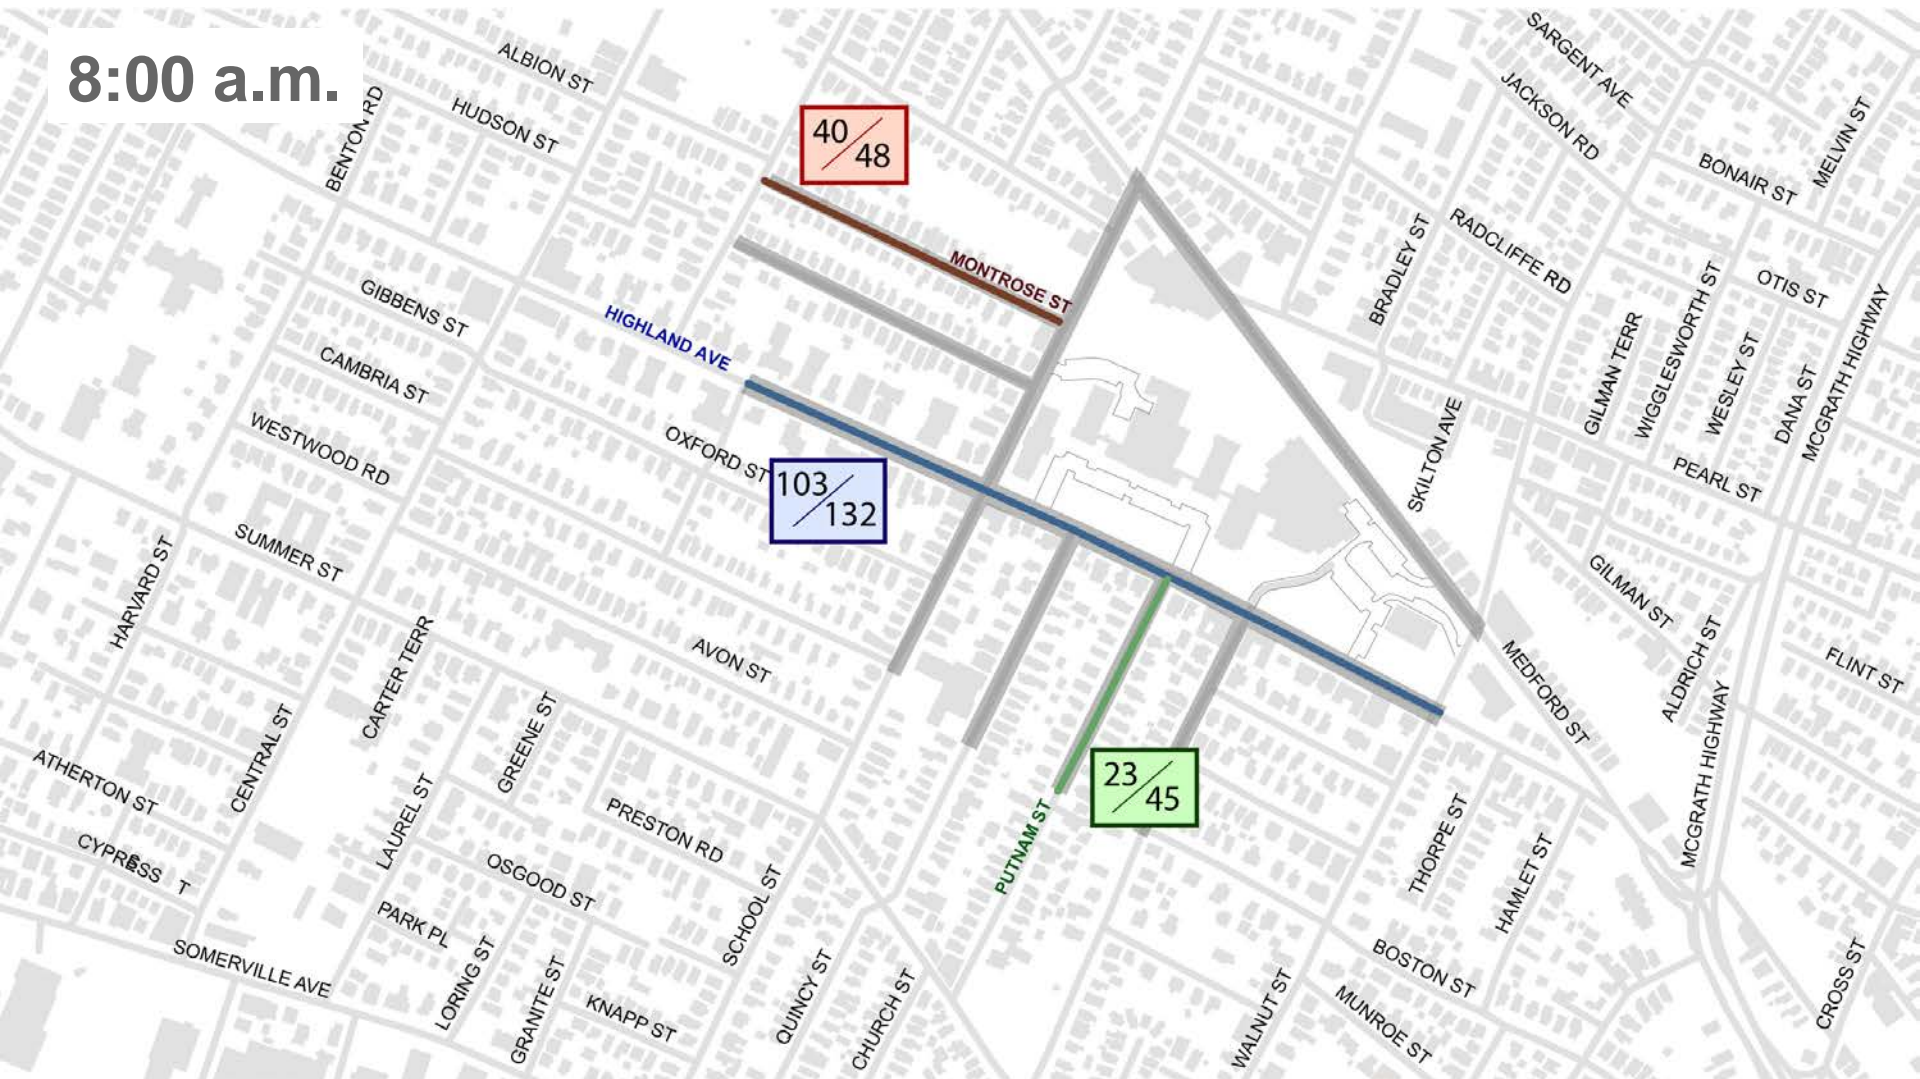 8:00 a.m.
ALBION ST
SARGENT AVE
JACKSON RD
HUDSON ST
BENTON RD
40/48
MELVIN ST
BONAIR ST
RADCLIFFE RD
BRADLEY ST
MONTROSE ST
OTIS ST
GIBBENS ST
HIGHLAND AVE
WIGGLESWORTH ST
GILMAN TERR
WESLEY ST
DANA ST
MCGRATH HIGHWAY
CAMBRIA ST
WESTWOOD RD
OXFORD ST
SKILTON AVE
PEARL ST
103/132
SUMMER ST
HARVARD ST
GILMAN ST
CARTER TERR
AVON ST
MEDFORD ST
ALDRICH ST
FLINT ST
GREENE ST
CENTRAL ST
ATHERTON ST
23/45
MCGRATH HIGHWAY
LAUREL ST
PRESTON RD
PUTNAM ST
THORPE ST
HAMLET ST
CYPRESS T
S
OSGOOD ST
SCHOOL ST
PARK PL
SOMERVILLE AVE
LORING ST
GRANITE ST
KNAPP ST
QUINCY ST
CHURCH ST
WALNUT ST
BOSTON ST
MUNROE ST
CROSS ST